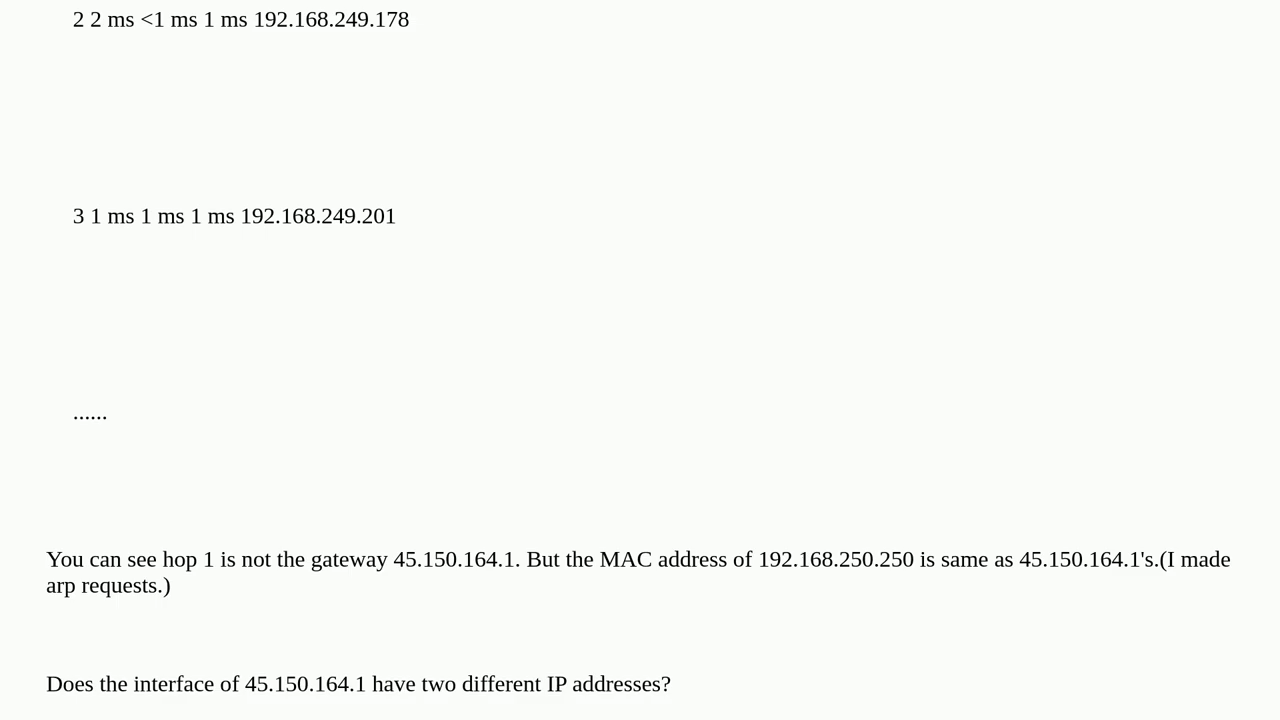 2 2 ms <1 ms 1 ms 192.168.249.178
3 1 ms 1 ms 1 ms 192.168.249.201
......
You can see hop 1 is not the gateway 45.150.164.1. But the MAC address of 192.168.250.250 is same as 45.150.164.1's.(I made
arp requests.)
Does the interface of 45.150.164.1 have two different IP addresses?